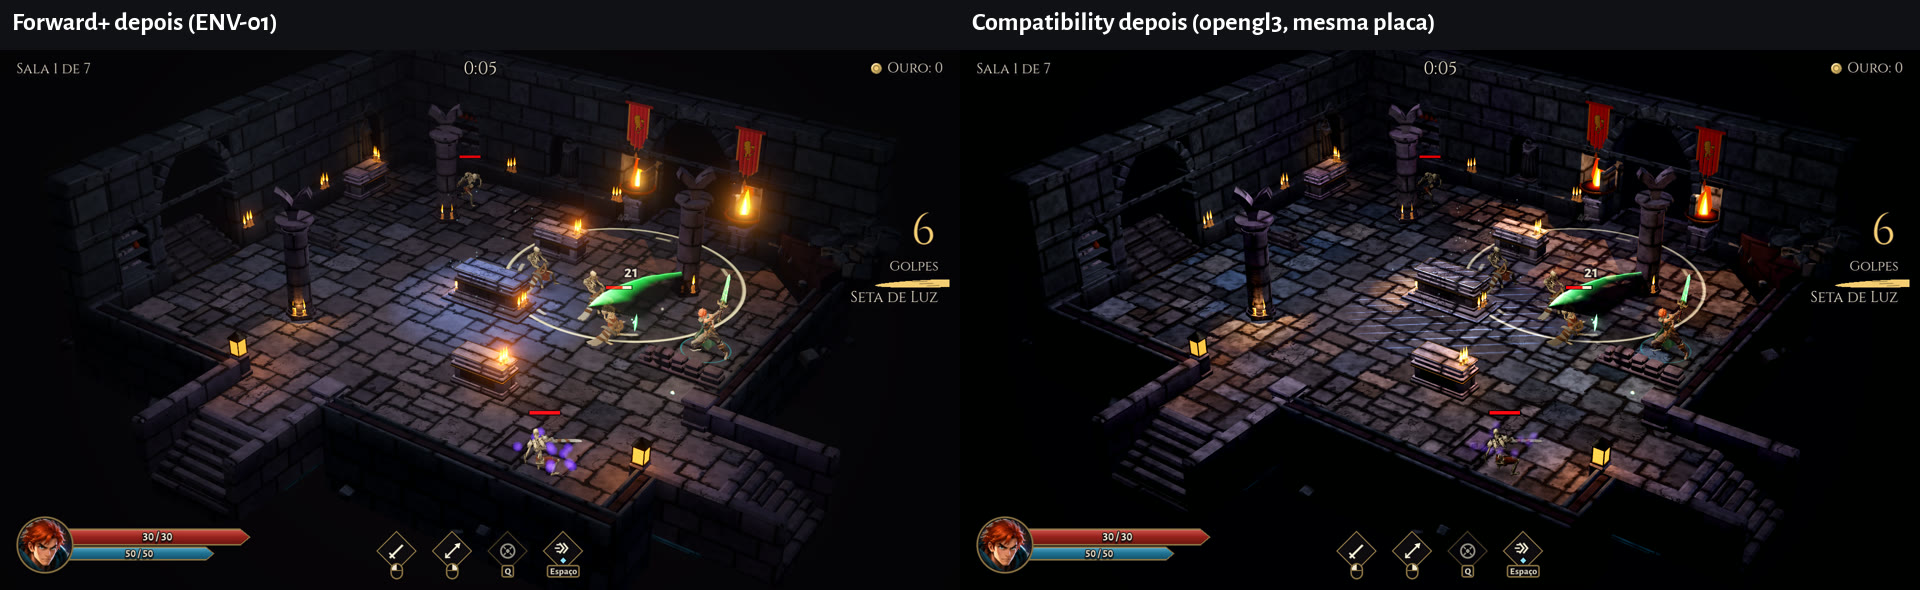 Forward+ depois (ENV-01)
SALA 1 DE 7
0:05
OURO: 0
6
GOLPES
SETA DE LUZ
21
30/30
50/50
Q
Espaço
Compatibility depois (opengl3, mesma placa)
SALA 1 DE 7
0:05
OURO: 0
6
GOLPES
SETA DE LUZ
21
30/30
50/50
Q
Espaço